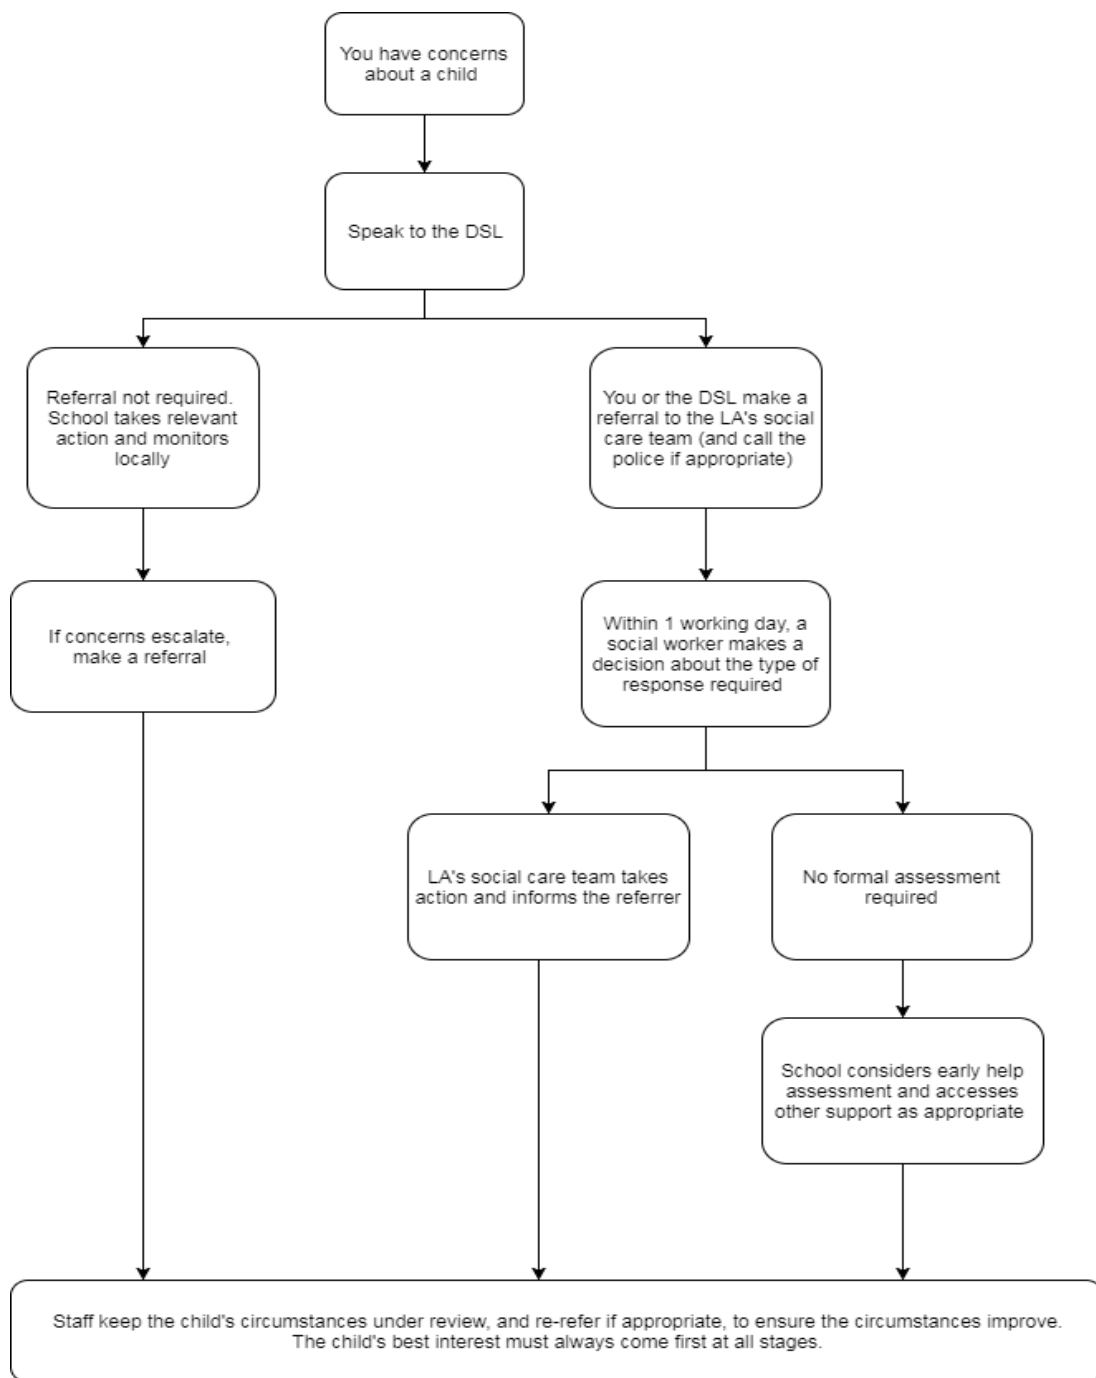 You have concerns
about a child
Speak to the DSL
Referral not required.
School takes relevant
action and monitors
locally
You or the DSL make a
referral to the LA's social
care team (and call the
police if appropriate)
If concerns escalate,
make a referral
Within 1 working day, a
social worker makes a
decision about the type of
response required
LA's social care team takes
action and informs the referrer
No formal assessment
required
School considers early help
assessment and accesses
other support as appropriate
Staff keep the child's circumstances under review, and re-refer if appropriate, to ensure the circumstances improve.
The child's best interest must always come first at all stages.